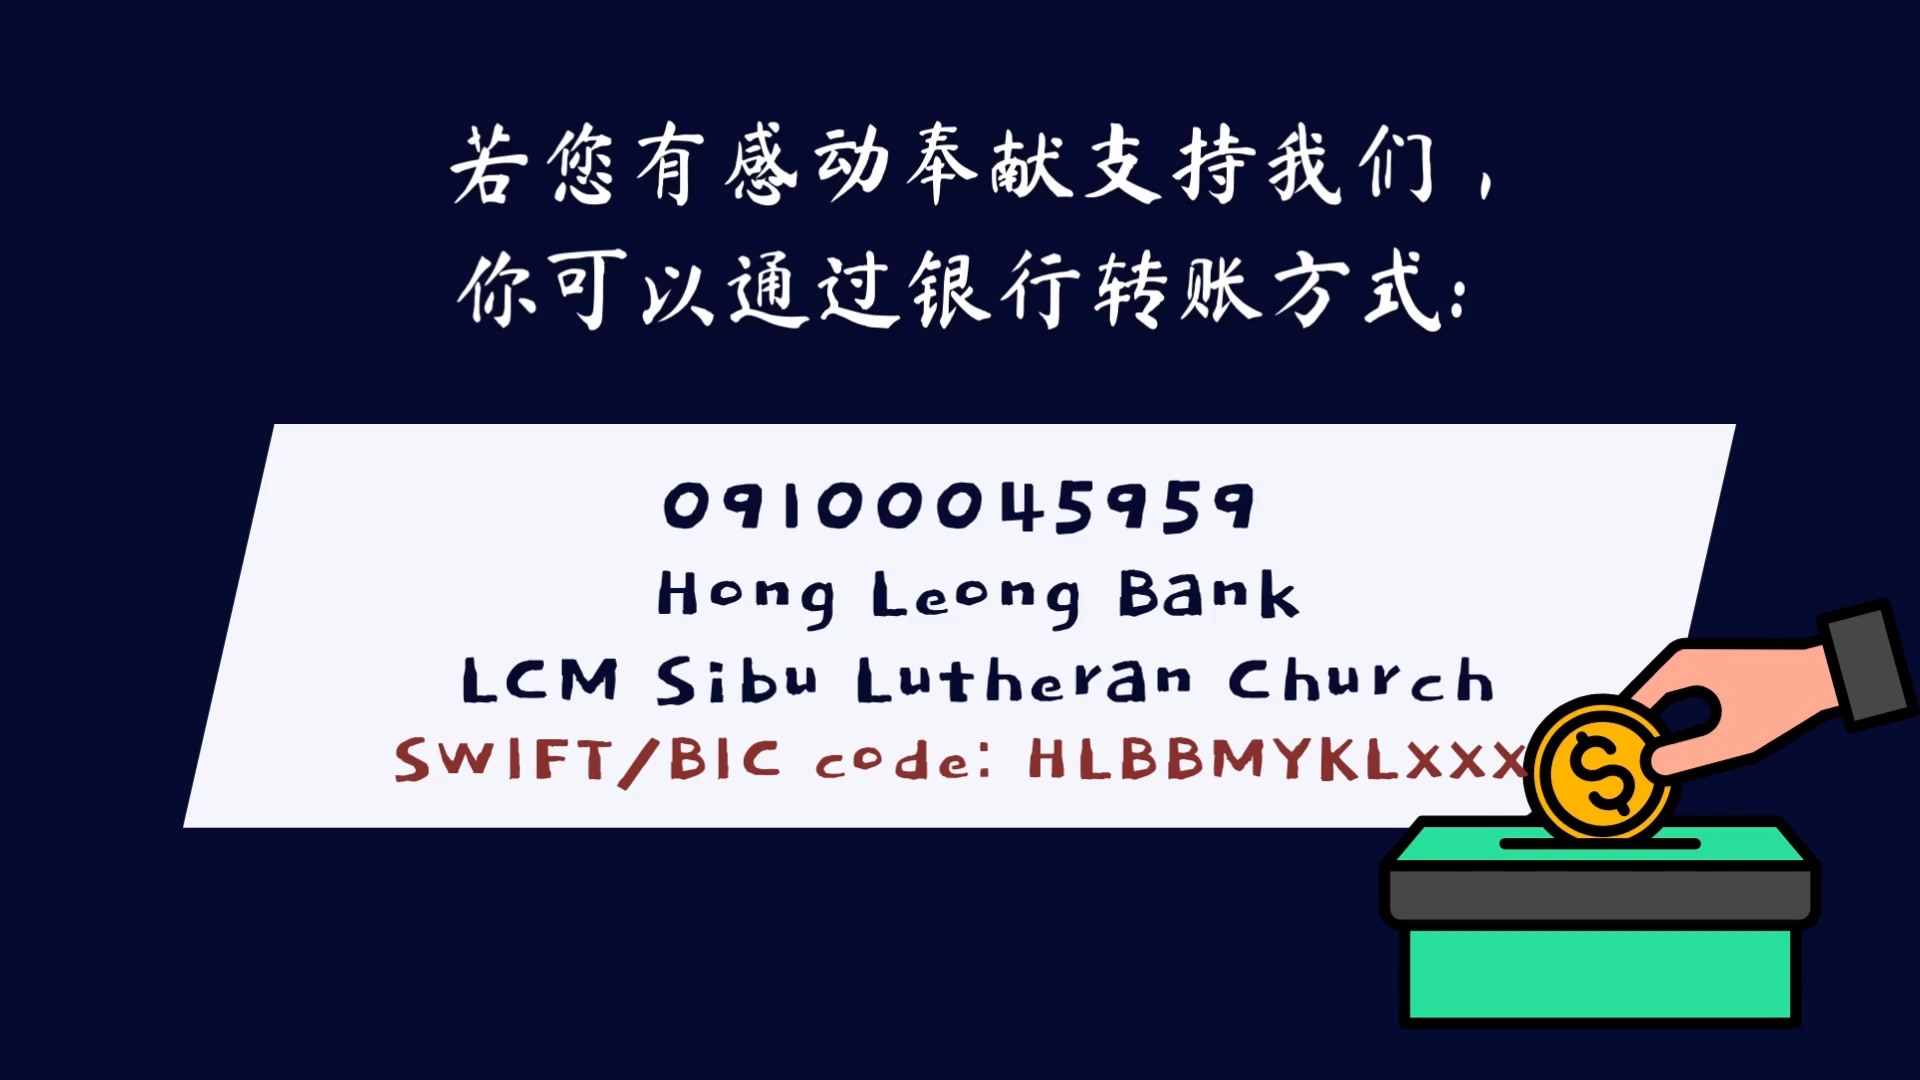 若您有感动奉献支持我们，
你可以通过银行转账方式:
09100045959
Hong Leong Bank
LCM Sibu Lutheran Church
SWIFT/BIC code: HLBBMYKLxxx
$